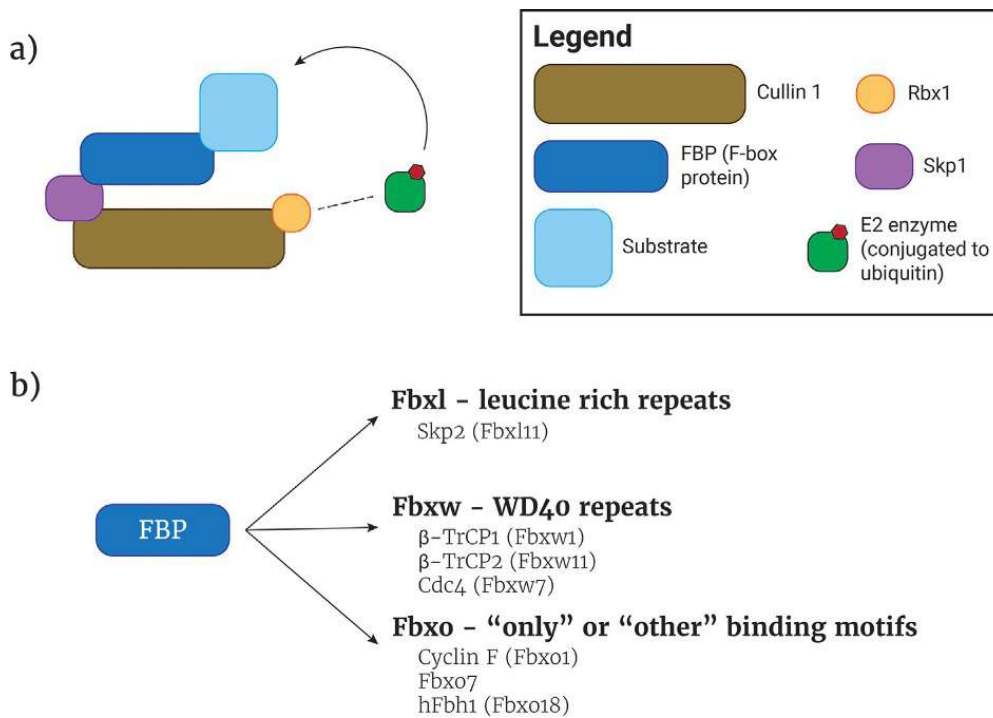 a)
Legend
Cullin 1
Rbx1
FBP (F-box
protein)
Skp1
Substrate
E2 enzyme
(conjugated to
ubiquitin)
b)
FBP
Fbxl - leucine rich repeats
Skp2 (Fbxl11)
Fbxw - WD40 repeats
β-TrCP1 (Fbxw1)
β-TrCP2 (Fbxw11)
Cdc4 (Fbxw7)
Fbxo - “only” or “other” binding motifs
Cyclin F (Fbxo1)
Fbxo7
hFbh1 (Fbxo18)